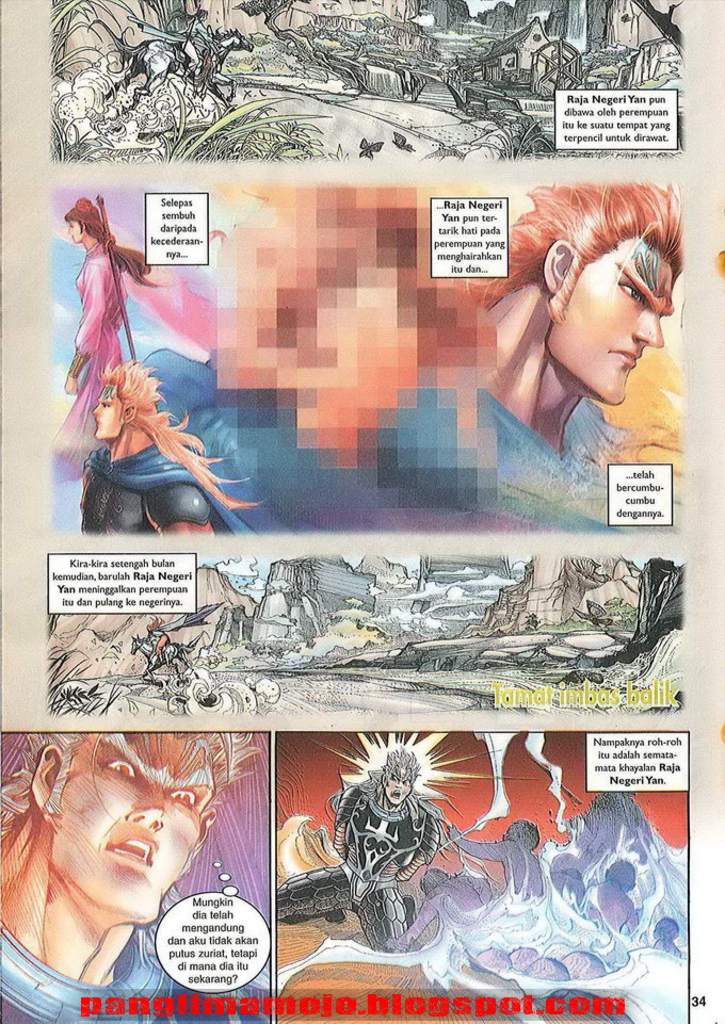 Raja Negeri Yan pun
dibawa oleh perempuan
itu ke suatu tempat yang
terpencil untuk dirawat.
Selepas
sembuh
daripada
kecederaan-
nya...
...Raja Negeri
Yan pun ter-
tarik hati pada
perempuan yang
menghairahkan
itu dan...
...telah
bercumbu-
cumbu
dengannya.
Kira-kira setengah bulan
kemudian, barulah Raja Negeri
Yan meninggalkan perempuan
itu dan pulang ke negerinya.
Tamat imbas balik
Mungkin
dia telah
mengandung
dan aku tidak akan
putus zuriat, tetapi
di mana dia itu
sekarang?
Nampaknya roh-roh
itu adalah semata-
mata khayalan Raja
Negeri Yan.
panglimamojo.blogspot.com
34